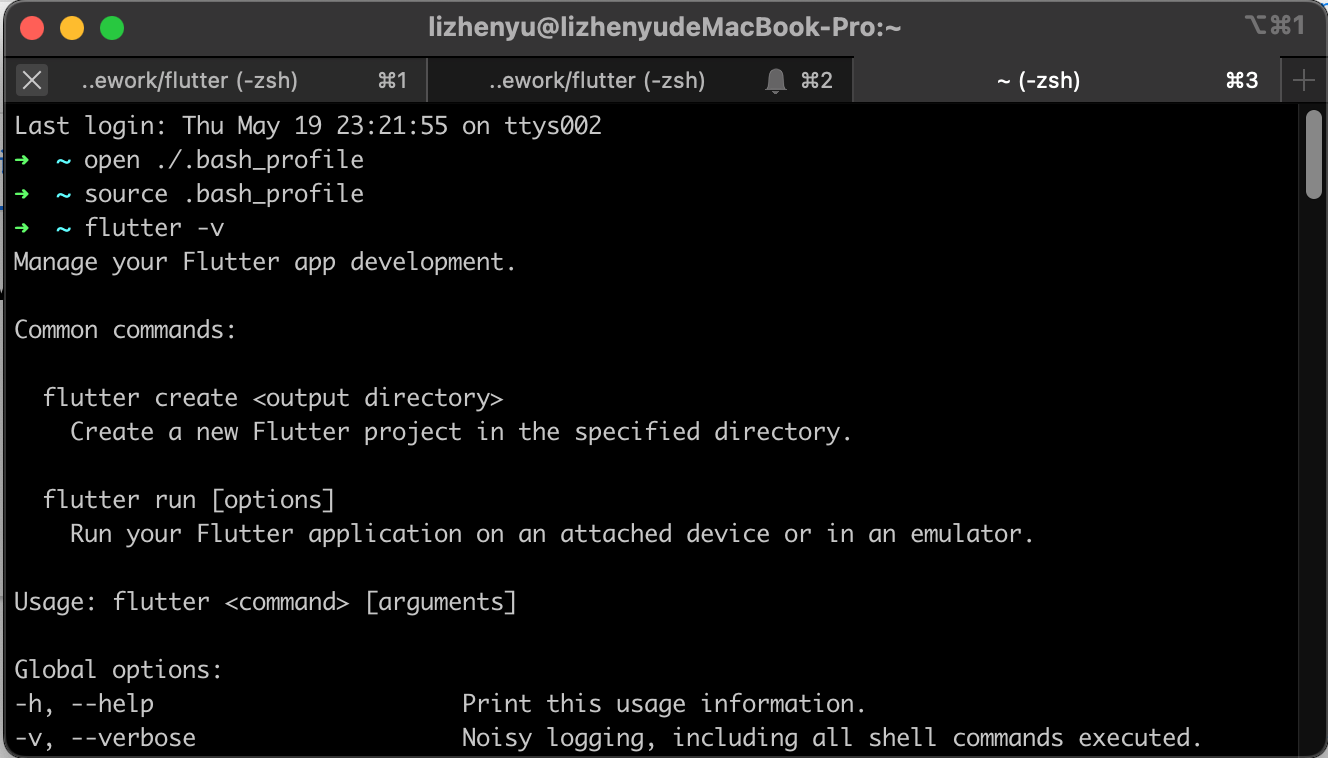 lizhenyu@lizhenyudeMacBook-Pro:~
⌥⌘1
..ework/flutter (-zsh) ⌘1
..ework/flutter (-zsh) ⌘2
~ (-zsh) ⌘3
Last login: Thu May 19 23:21:55 on ttys002
➜  ~ open ./.bash_profile
➜  ~ source .bash_profile
➜  ~ flutter -v
Manage your Flutter app development.
Common commands:
  flutter create <output directory>
    Create a new Flutter project in the specified directory.
  flutter run [options]
    Run your Flutter application on an attached device or in an emulator.
Usage: flutter <command> [arguments]
Global options:
-h, --help                      Print this usage information.
-v, --verbose                   Noisy logging, including all shell commands executed.